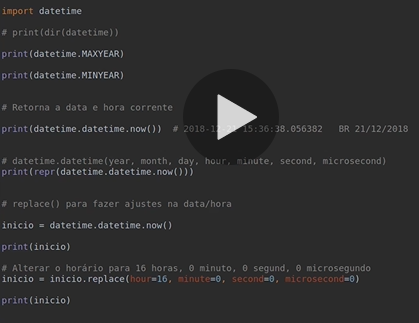 import datetime
# print(dir(datetime))
print(datetime.MAXYEAR)
print(datetime.MINYEAR)
# Retorna a data e hora corrente
print(datetime.datetime.now()) # 2018-12-21 15:36:38.056382 BR 21/12/2018
# datetime.datetime(year, month, day, hour, minute, second, microsecond)
print(repr(datetime.datetime.now()))
# replace() para fazer ajustes na data/hora
inicio = datetime.datetime.now()
print(inicio)
# Alterar o horário para 16 horas, 0 minuto, 0 segund, 0 microsegundo
inicio = inicio.replace(hour=16, minute=0, second=0, microsecond=0)
print(inicio)